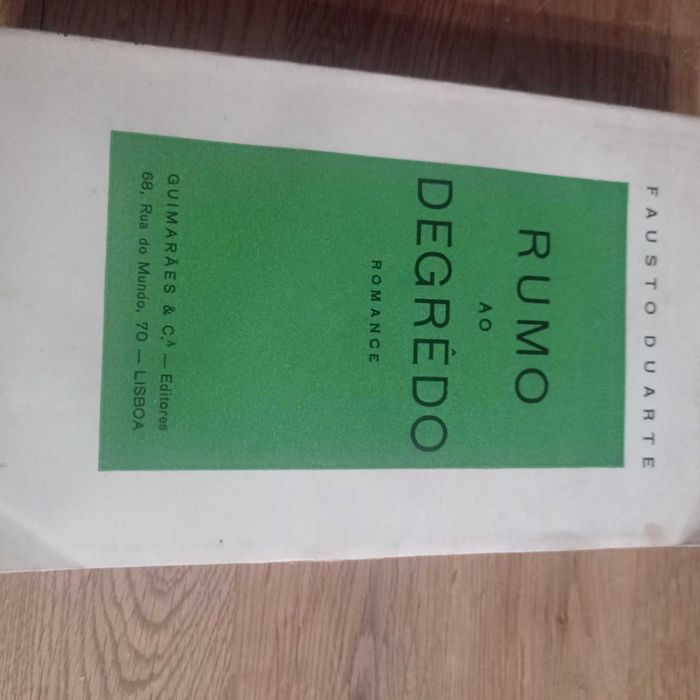 FAUSTO DUARTE
RUMO
AO
DEGRÊDO
ROMANCE
GUIMARÃES & C.ᴬ — Editores
68, Rua do Mundo, 70 — LISBOA